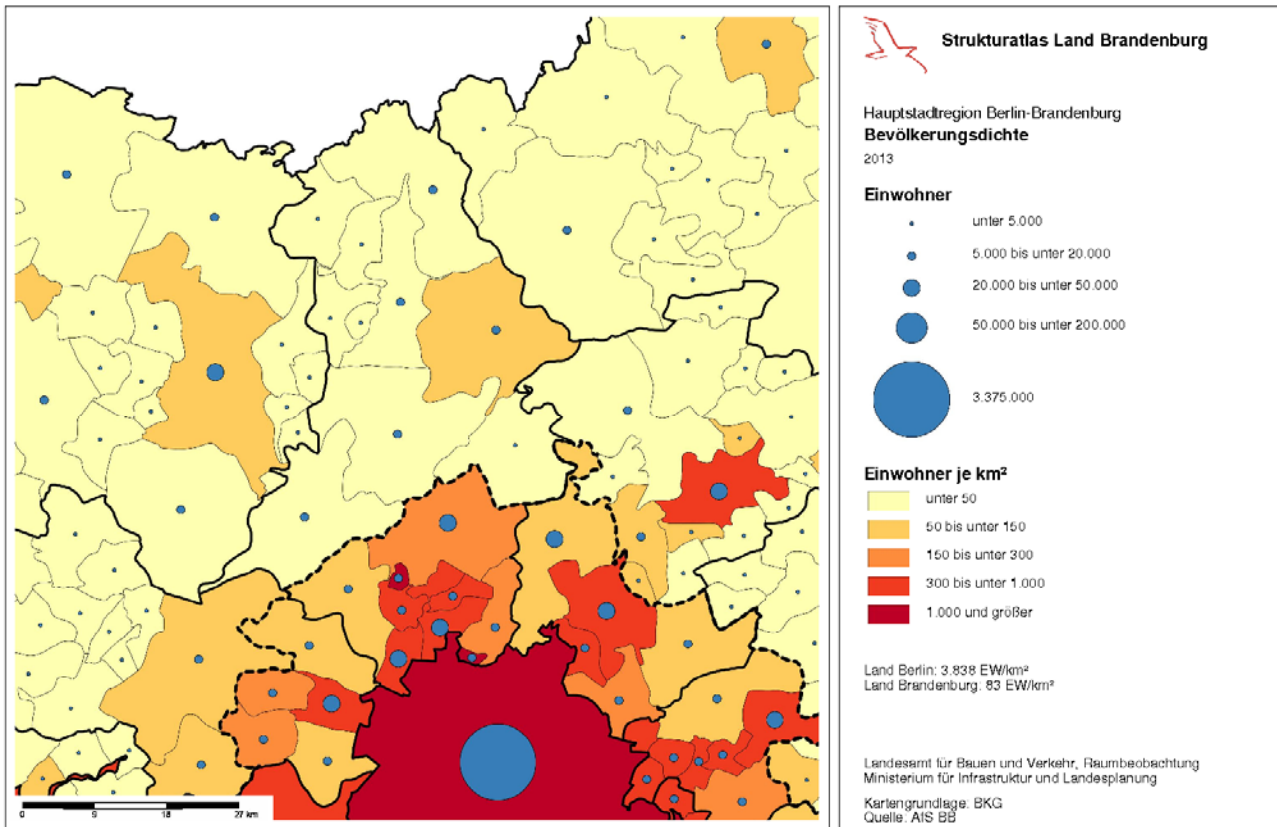 Strukturatlas Land Brandenburg
Hauptstadtregion Berlin-Brandenburg
Bevölkerungsdichte
2013
Einwohner
unter 5.000
5.000 bis unter 20.000
20.000 bis unter 50.000
50.000 bis unter 200.000
3.375.000
Einwohner je km²
unter 50
50 bis unter 150
150 bis unter 300
300 bis unter 1.000
1.000 und größer
Land Berlin: 3.838 EW/km²
Land Brandenburg: 83 EW/km²
Landesamt für Bauen und Verkehr, Raumbeobachtung
Ministerium für Infrastruktur und Landesplanung
Kartengrundlage: BKG
Quelle: AfS BB
0 9 18 27 km